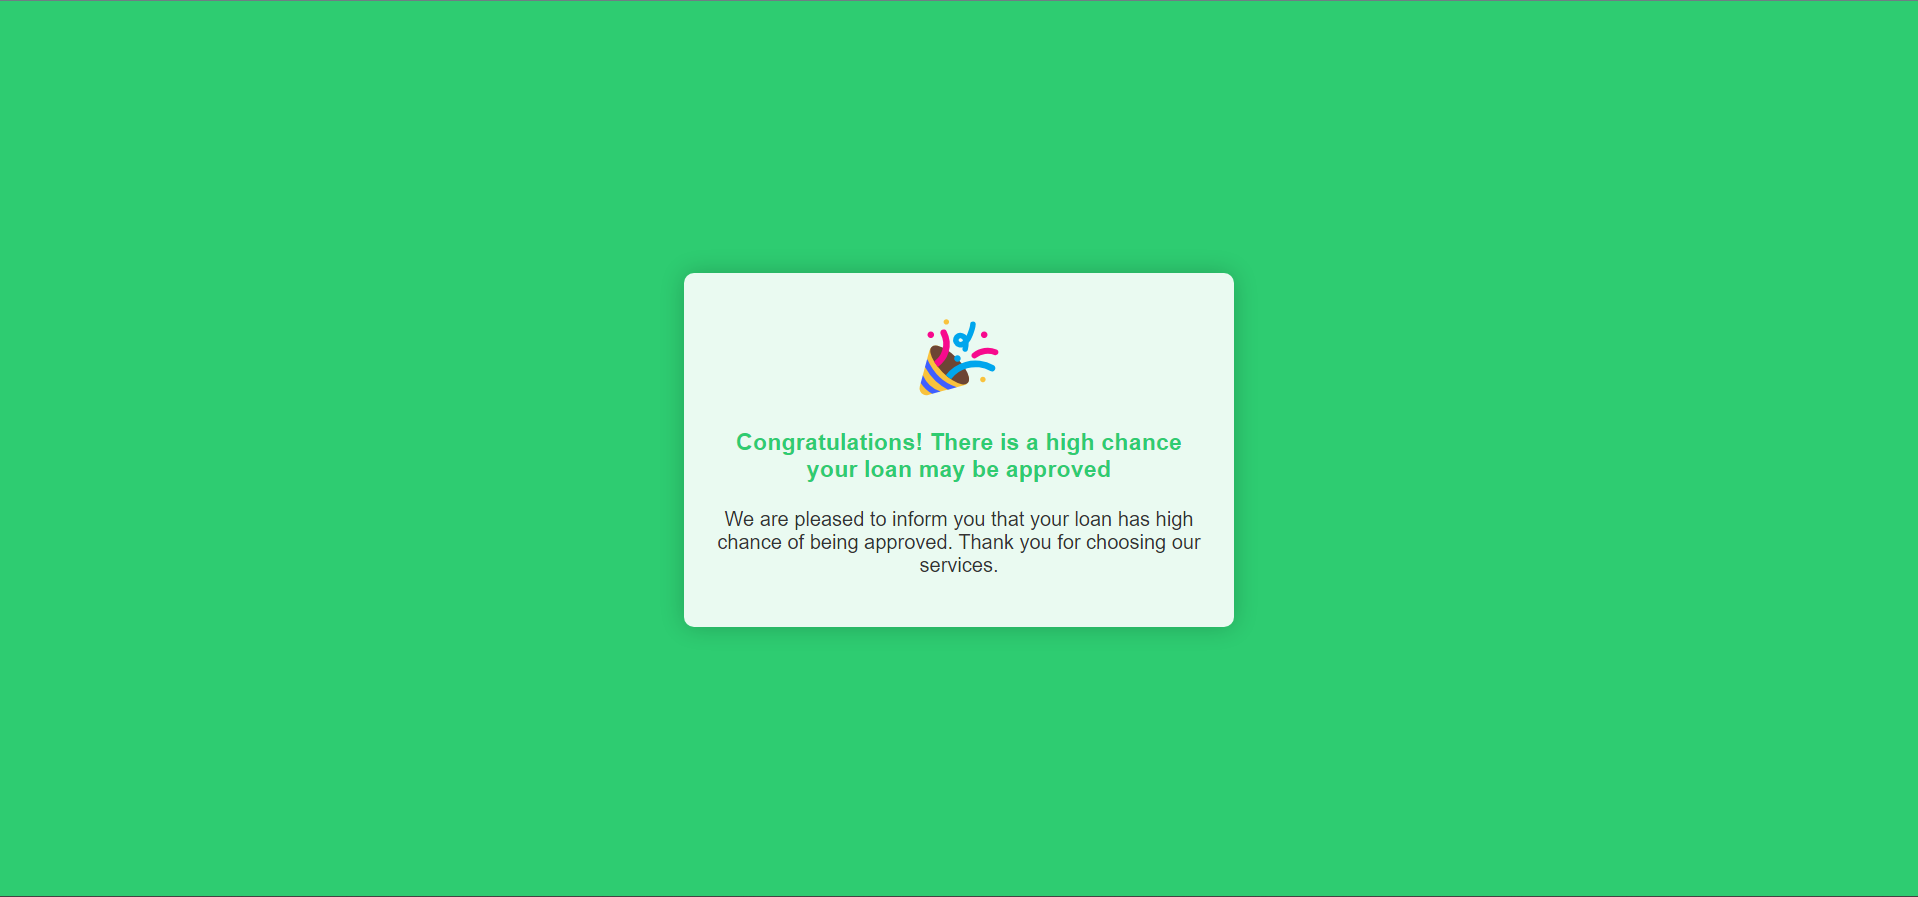 Congratulations! There is a high chance
your loan may be approved
We are pleased to inform you that your loan has high
chance of being approved. Thank you for choosing our
services.